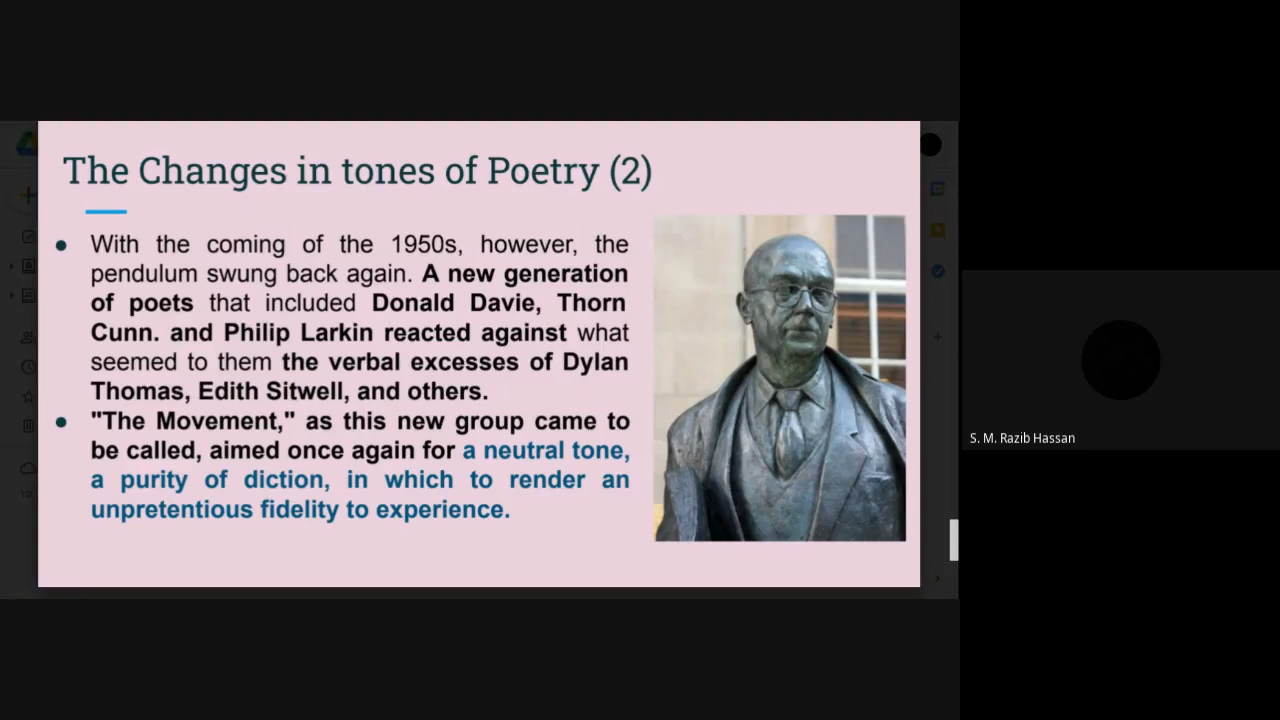 The Changes in tones of Poetry (2)
● With the coming of the 1950s, however, the
pendulum swung back again. A new generation
of poets that included Donald Davie, Thorn
Cunn. and Philip Larkin reacted against what
seemed to them the verbal excesses of Dylan
Thomas, Edith Sitwell, and others.
● "The Movement," as this new group came to
be called, aimed once again for a neutral tone,
a purity of diction, in which to render an
unpretentious fidelity to experience.
S. M. Razib Hassan